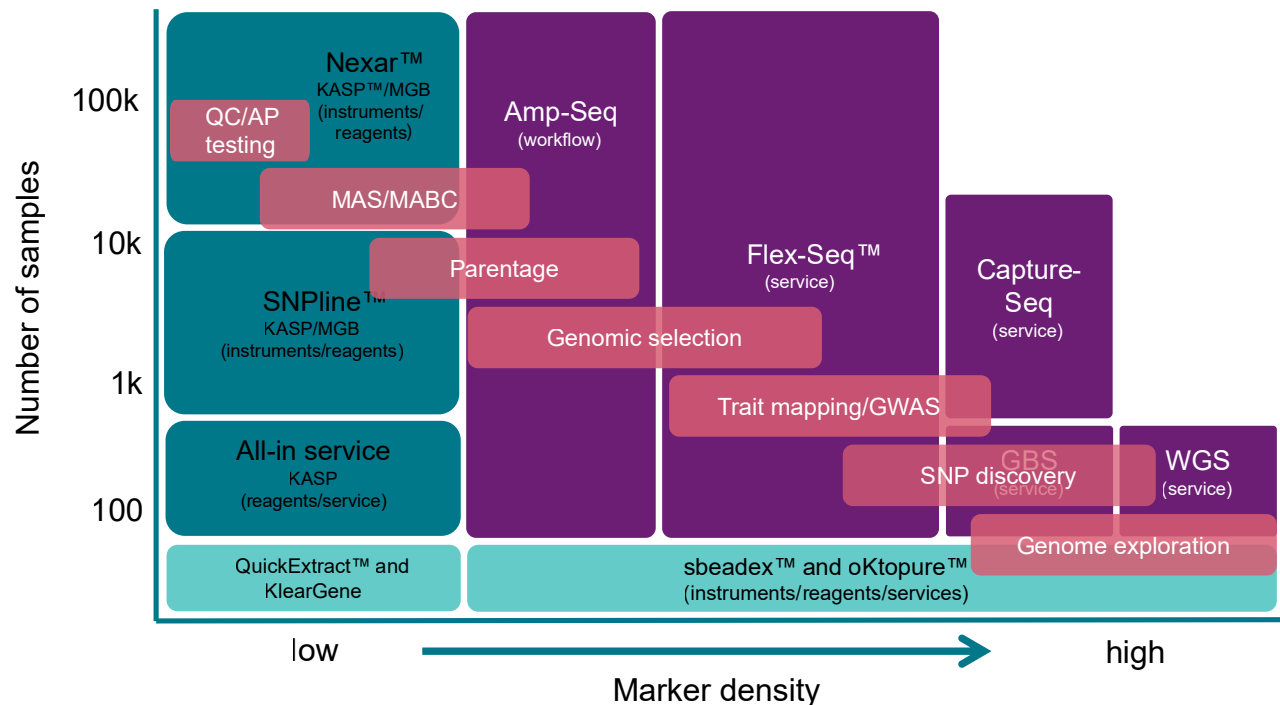 Number of samples
100k
10k
1k
100
Nexar™
KASP™/MGB
(instruments/
reagents)
QC/AP
testing
MAS/MABC
SNPline™
KASP/MGB
(instruments/reagents)
Parentage
All-in service
KASP
(reagents/service)
Amp-Seq
(workflow)
Genomic selection
Flex-Seq™
(service)
Trait mapping/GWAS
Capture-
Seq
(service)
GBS
(service)
SNP discovery
WGS
(service)
Genome exploration
QuickExtract™ and
KlearGene
sbeadex™ and oKtopure™
(instruments/reagents/services)
low
high
Marker density